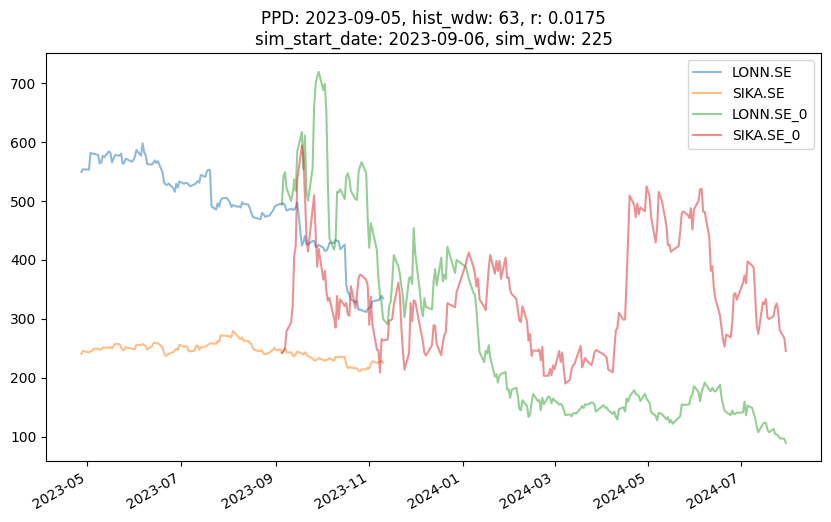 PPD: 2023-09-05, hist_wdw: 63, r: 0.0175
sim_start_date: 2023-09-06, sim_wdw: 225
LONN.SE
SIKA.SE
LONN.SE_0
SIKA.SE_0
700
600
500
400
300
200
100
2023-05
2023-07
2023-09
2023-11
2024-01
2024-03
2024-05
2024-07